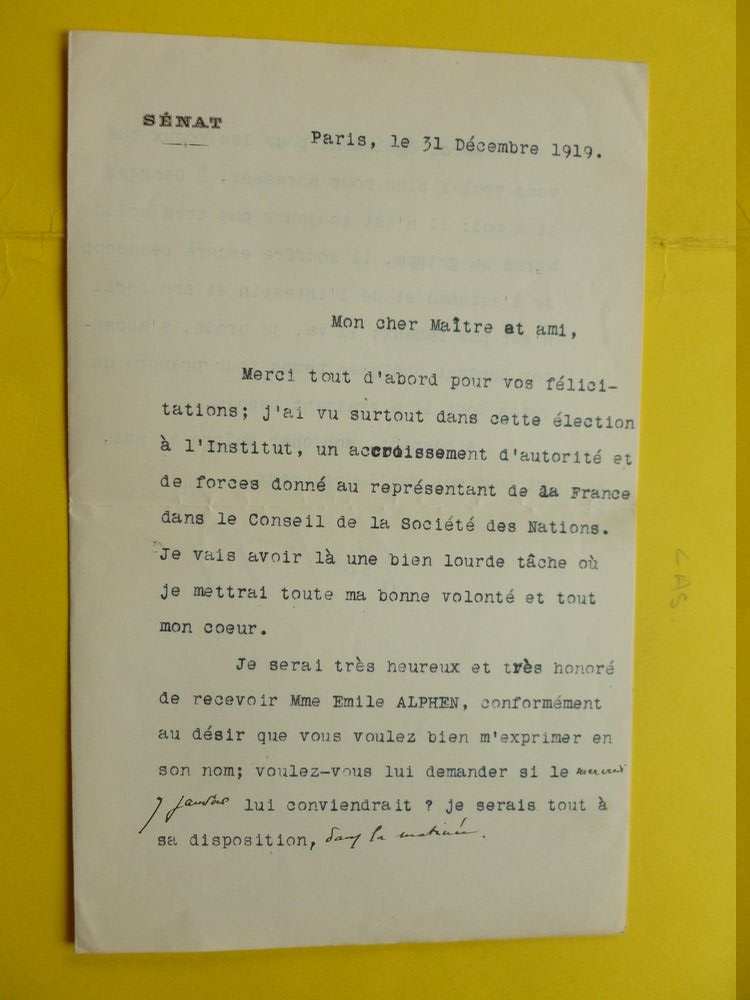 SÉNAT
Paris, le 31 Décembre 1919.
Mon cher Maître et ami,
Merci tout d'abord pour vos félici-
tations; j'ai vu surtout dans cette élection
à l'Institut, un accroissement d'autorité et
de forces donné au représentant de la France
dans le Conseil de la Société des Nations.
Je vais avoir là une bien lourde tâche où
je mettrai toute ma bonne volonté et tout
mon coeur.
Je serai très heureux et très honoré
de recevoir Mme Emile ALPHEN, conformément
au désir que vous voulez bien m'exprimer en
son nom; voulez-vous lui demander si le mercredi
7 janvier lui conviendrait ? je serais tout à
sa disposition, dans la matinée.
LAS